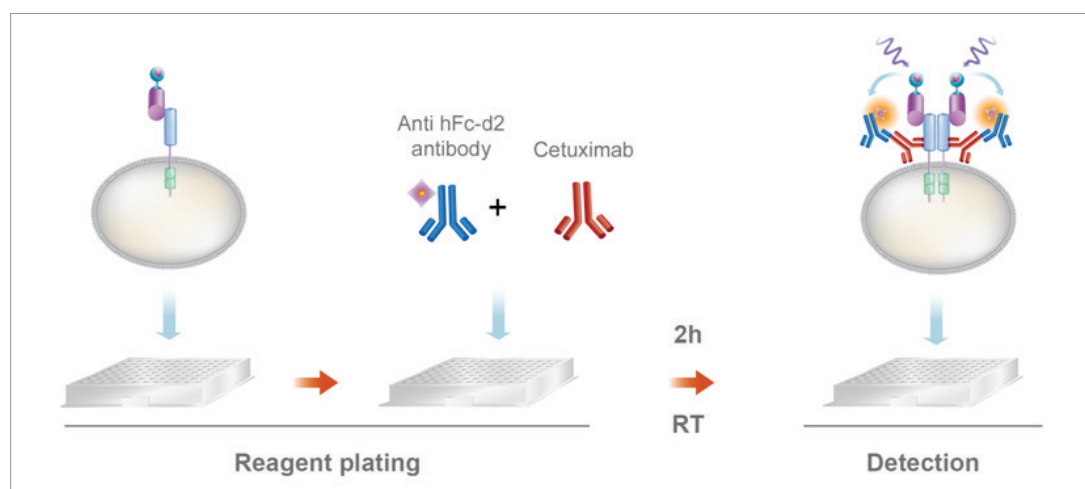 Anti hFc-d2
antibody
Cetuximab
+
2h
RT
Reagent plating
Detection